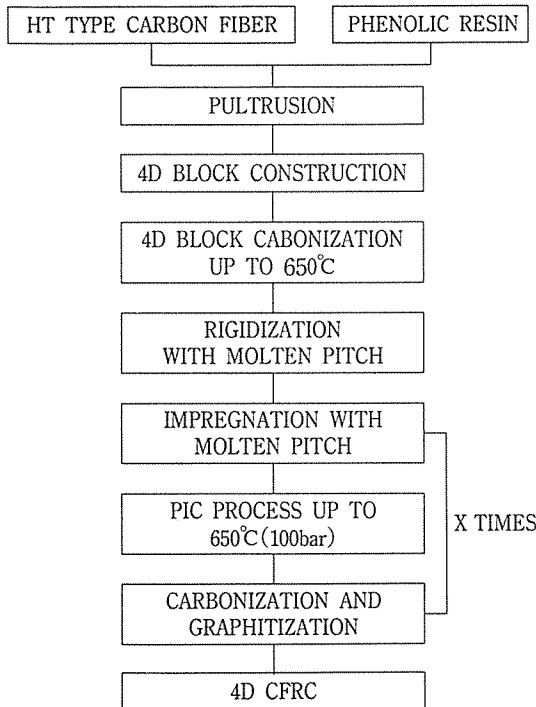 HT TYPE CARBON FIBER
PHENOLIC RESIN
PULTRUSION
4D BLOCK CONSTRUCTION
4D BLOCK CABONIZATION
UP TO 650℃
RIGIDIZATION
WITH MOLTEN PITCH
IMPREGNATION WITH
MOLTEN PITCH
PIC PROCESS UP TO
650℃(100bar)
X TIMES
CARBONIZATION AND
GRAPHITIZATION
4D CFRC